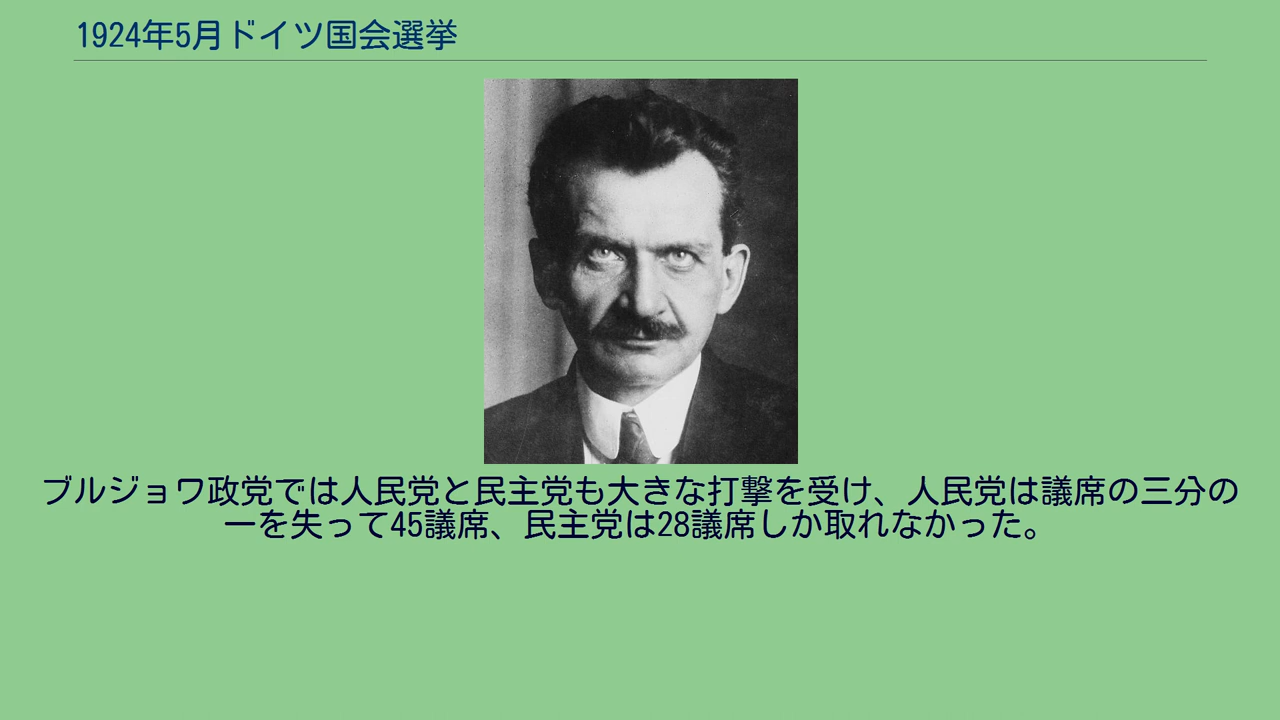 1924年5月ドイツ国会選挙
ブルジョワ政党では人民党と民主党も大きな打撃を受け、人民党は議席の三分の
一を失って45議席、民主党は28議席しか取れなかった。